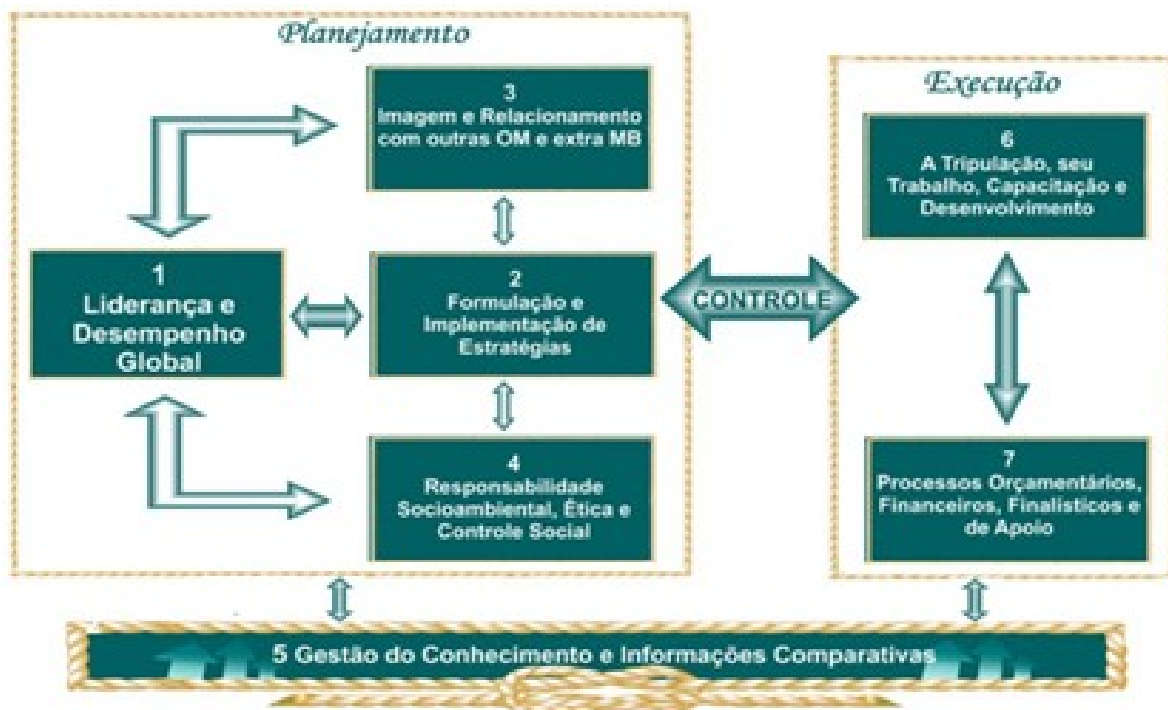 Planejamento
3
Imagem e Relacionamento
com outras OM e extra MB
1
Liderança e
Desempenho
Global
2
Formulação e
Implementação de
Estratégias
4
Responsabilidade
Socioambiental, Ética e
Controle Social
CONTROLE
Execução
6
A Tripulação, seu
Trabalho, Capacitação e
Desenvolvimento
7
Processos Orçamentários,
Financeiros, Finalísticos e
de Apoio
5 Gestão do Conhecimento e Informações Comparativas